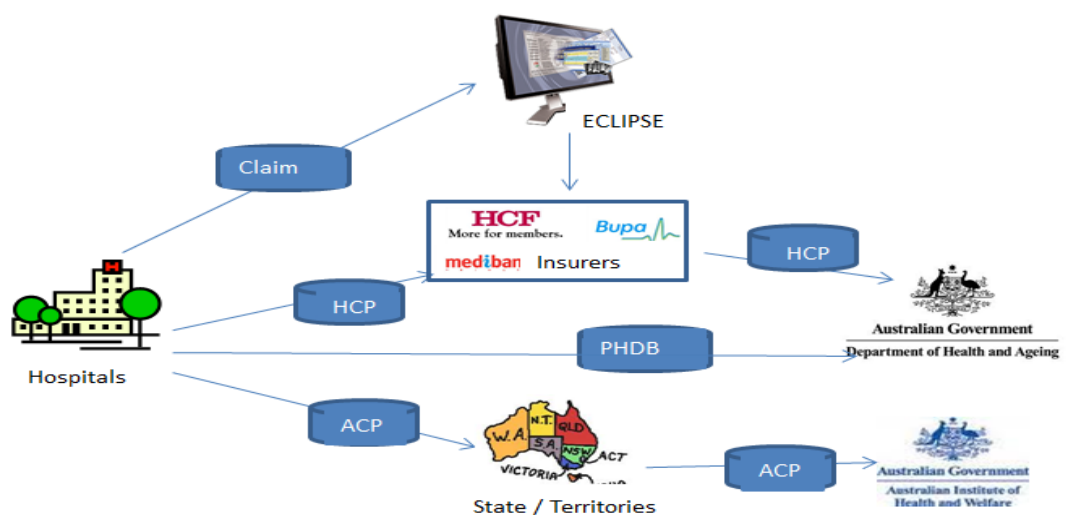 ECLIPSE
Claim
HCF
More for members.
Bupa
mediban
Insurers
HCP
HCP
Australian Government
Department of Health and Ageing
PHDB
Hospitals
ACP
W.A.
N.T.
QLD
S.A.
NSW
ACT
VICTORIA
State / Territories
ACP
Australian Government
Australian Institute of
Health and Welfare